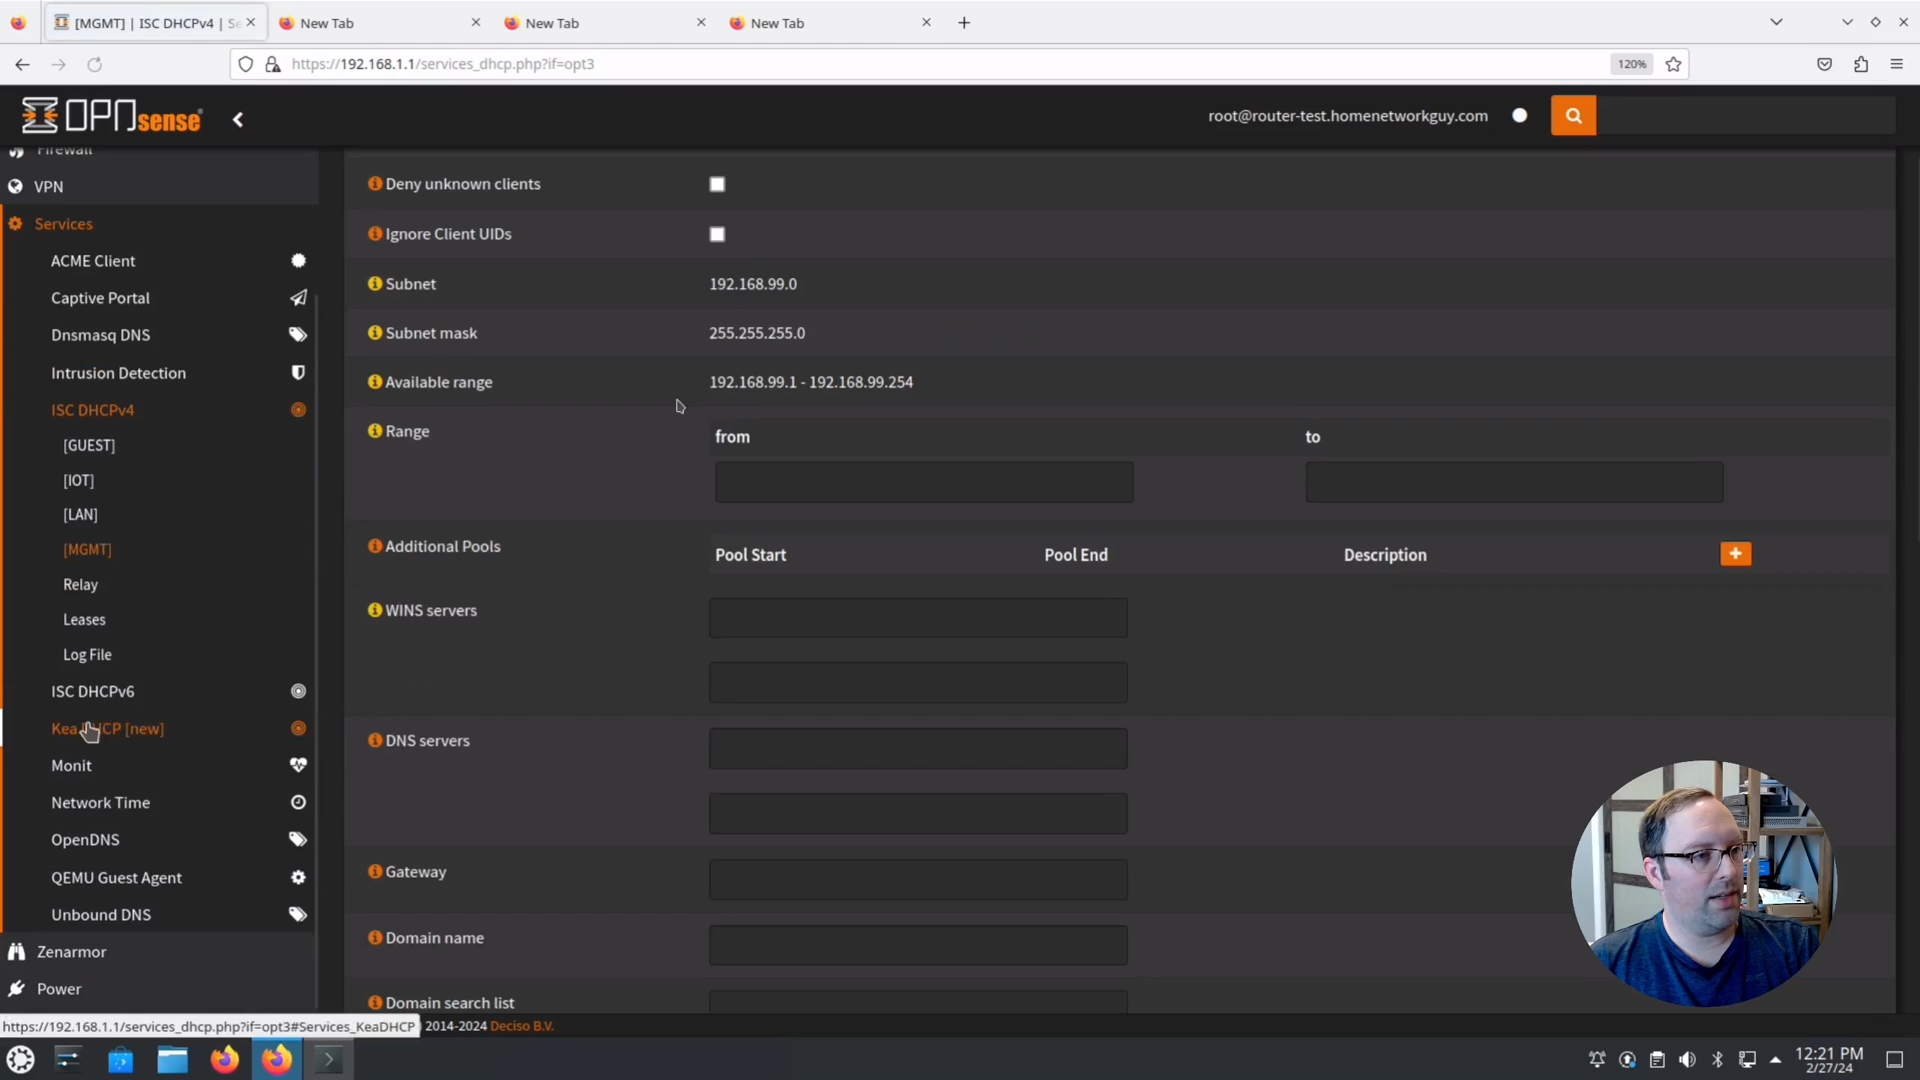 [MGMT] | ISC DHCPv4 | Se
New Tab
New Tab
New Tab
https://192.168.1.1/services_dhcp.php?if=opt3
120%
OPNsense
root@router-test.homenetworkguy.com
Firewall
VPN
Services
ACME Client
Captive Portal
Dnsmasq DNS
Intrusion Detection
ISC DHCPv4
[GUEST]
[IOT]
[LAN]
[MGMT]
Relay
Leases
Log File
ISC DHCPv6
Kea DHCP [new]
Monit
Network Time
OpenDNS
QEMU Guest Agent
Unbound DNS
Zenarmor
Power
Deny unknown clients
Ignore Client UIDs
Subnet 192.168.99.0
Subnet mask 255.255.255.0
Available range 192.168.99.1 - 192.168.99.254
Range from to
Additional Pools Pool Start Pool End Description
WINS servers
DNS servers
Gateway
Domain name
Domain search list
https://192.168.1.1/services_dhcp.php?if=opt3#Services_KeaDHCP
2014-2024 Deciso B.V.
12:21 PM
2/27/24